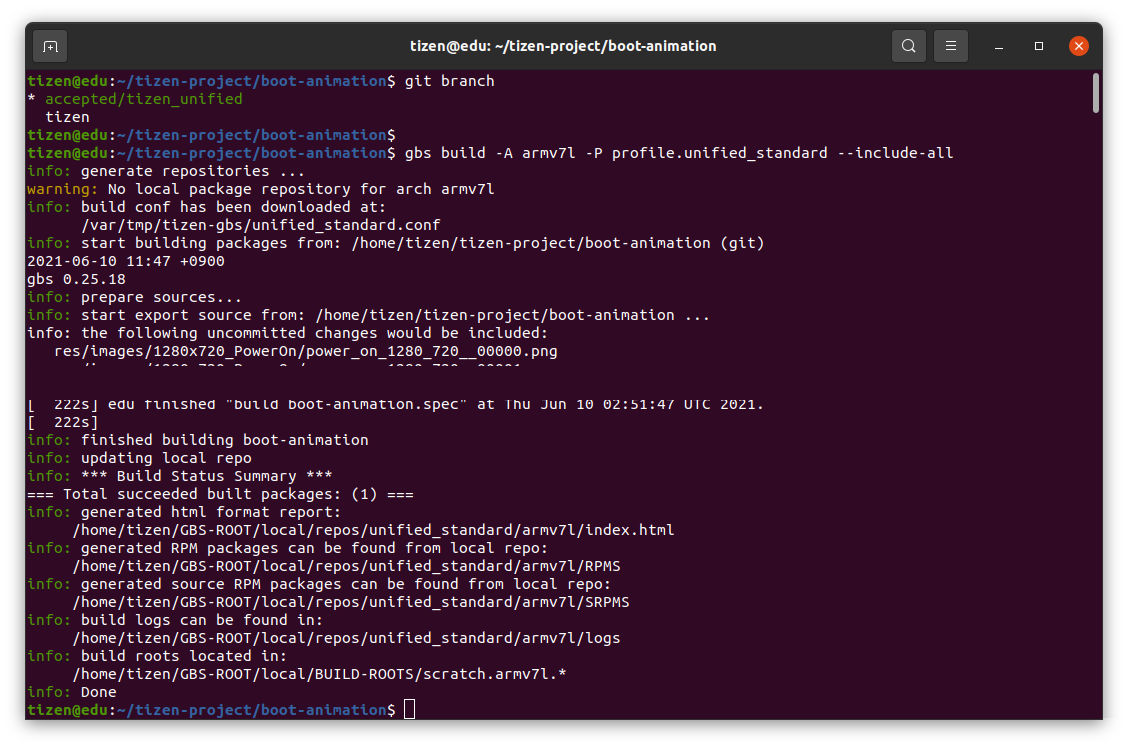 tizen@edu: ~/tizen-project/boot-animation
tizen@edu:~/tizen-project/boot-animation$ git branch
* accepted/tizen_unified
  tizen
tizen@edu:~/tizen-project/boot-animation$
tizen@edu:~/tizen-project/boot-animation$ gbs build -A armv7l -P profile.unified_standard --include-all
info: generate repositories ...
warning: No local package repository for arch armv7l
info: build conf has been downloaded at:
      /var/tmp/tizen-gbs/unified_standard.conf
info: start building packages from: /home/tizen/tizen-project/boot-animation (git)
2021-06-10 11:47 +0900
gbs 0.25.18
info: prepare sources...
info: start export source from: /home/tizen/tizen-project/boot-animation ...
info: the following uncommitted changes would be included:
   res/images/1280x720_PowerOn/power_on_1280_720__00000.png
[  222s] edu finished "build boot-animation.spec" at Thu Jun 10 02:51:47 UTC 2021.
[  222s]
info: finished building boot-animation
info: updating local repo
info: *** Build Status Summary ***
=== Total succeeded built packages: (1) ===
info: generated html format report:
     /home/tizen/GBS-ROOT/local/repos/unified_standard/armv7l/index.html
info: generated RPM packages can be found from local repo:
     /home/tizen/GBS-ROOT/local/repos/unified_standard/armv7l/RPMS
info: generated source RPM packages can be found from local repo:
     /home/tizen/GBS-ROOT/local/repos/unified_standard/armv7l/SRPMS
info: build logs can be found in:
     /home/tizen/GBS-ROOT/local/repos/unified_standard/armv7l/logs
info: build roots located in:
     /home/tizen/GBS-ROOT/local/BUILD-ROOTS/scratch.armv7l.*
info: Done
tizen@edu:~/tizen-project/boot-animation$